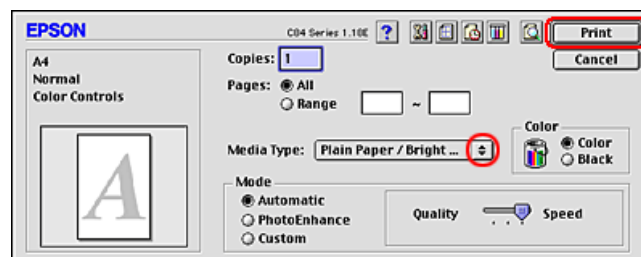 EPSON
C04 Series 1.10E
Print
Cancel
A4
Normal
Color Controls
A
Copies: 1
Pages: All
Range ~
Media Type: Plain Paper / Bright ...
Color
Color
Black
Mode
Automatic
PhotoEnhance
Custom
Quality Speed